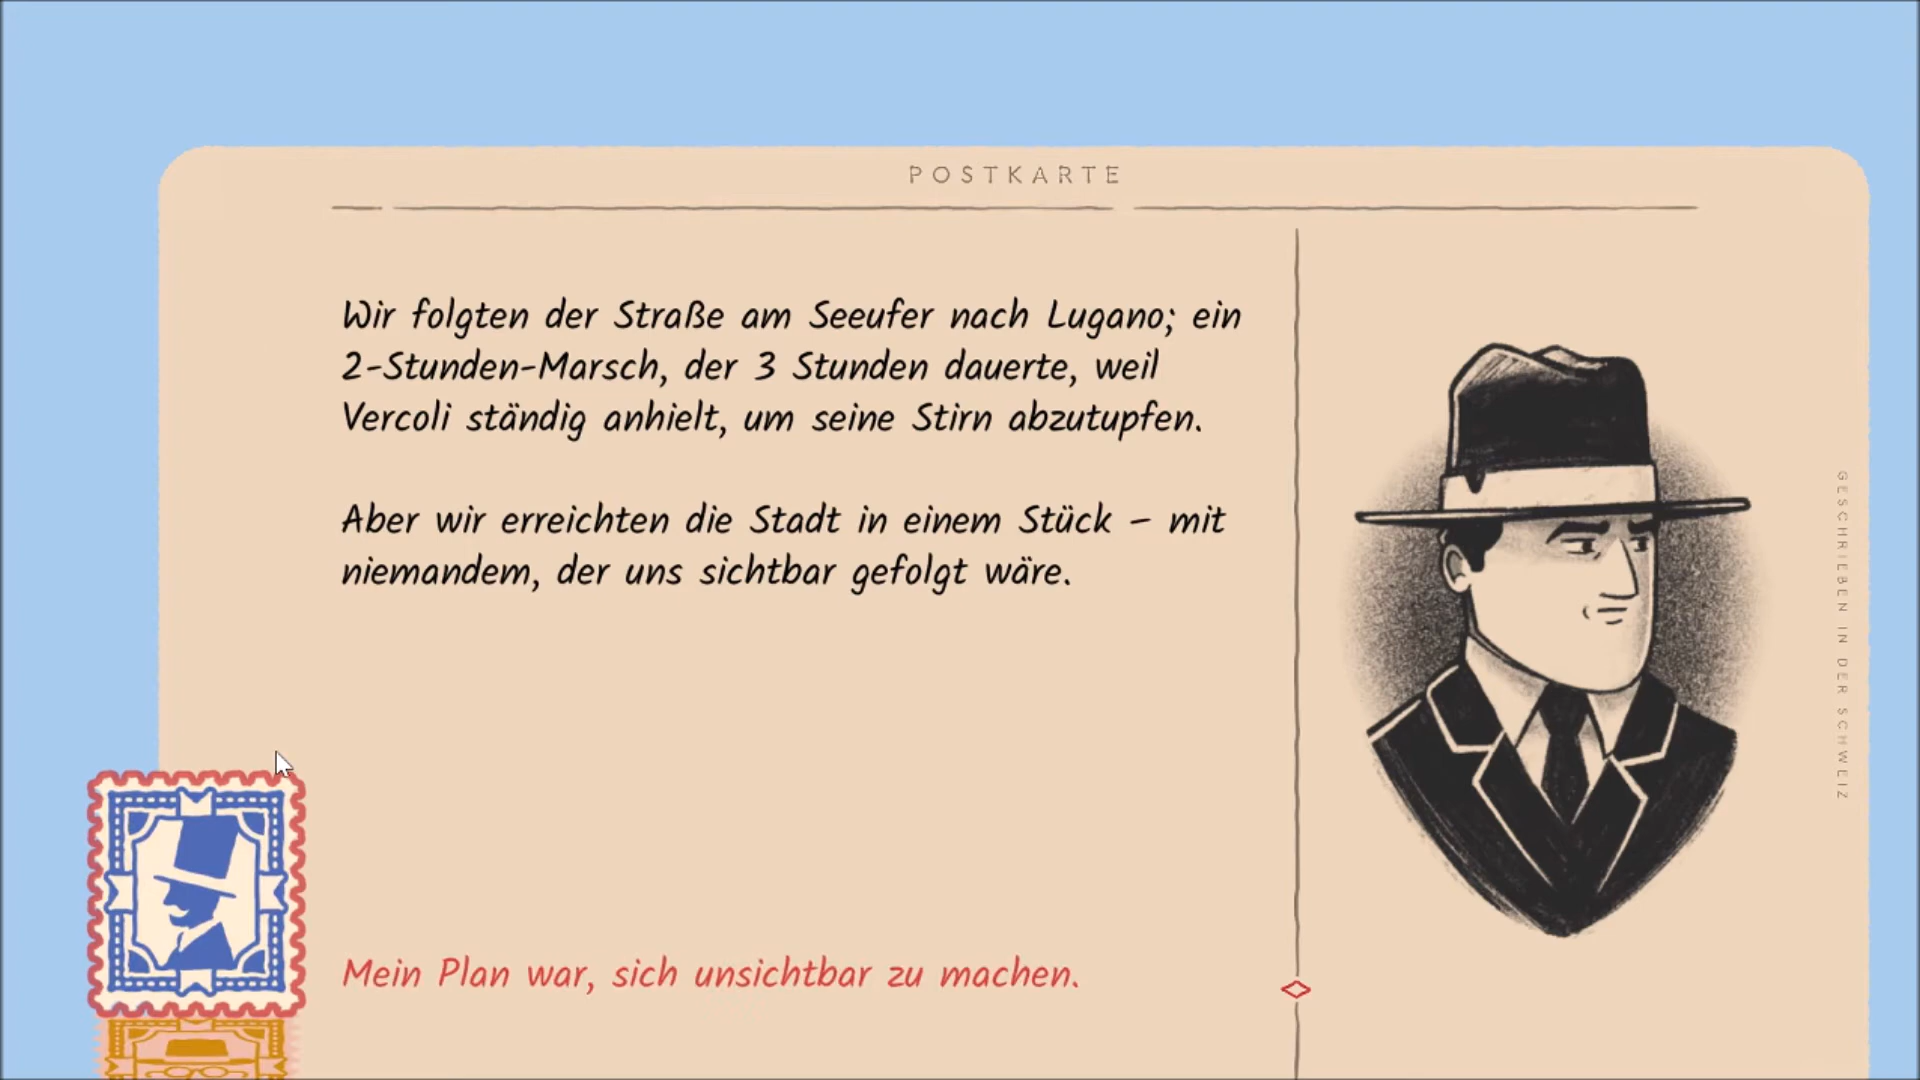 POSTKARTE
Wir folgten der Straße am Seeufer nach Lugano; ein
2-Stunden-Marsch, der 3 Stunden dauerte, weil
Vercoli ständig anhielt, um seine Stirn abzutupfen.
Aber wir erreichten die Stadt in einem Stück – mit
niemandem, der uns sichtbar gefolgt wäre.
Mein Plan war, sich unsichtbar zu machen.
GESCHRIEBEN IN DER SCHWEIZ